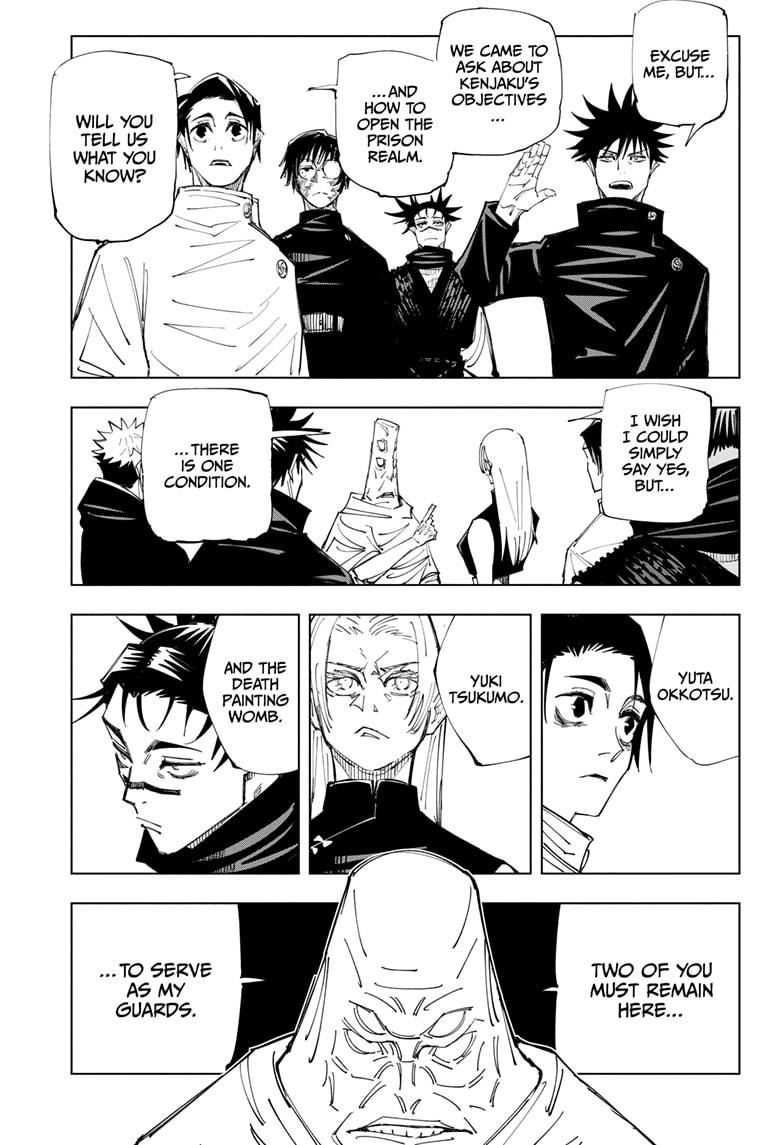 EXCUSE
ME, BUT...
WE CAME TO
ASK ABOUT
KENJAKU'S
OBJECTIVES
...
...AND
HOW TO
OPEN THE
PRISON
REALM.
WILL YOU
TELL US
WHAT YOU
KNOW?
I WISH
I COULD
SIMPLY
SAY YES,
BUT...
...THERE
IS ONE
CONDITION.
YUTA
OKKOTSU.
YUKI
TSUKUMO.
AND THE
DEATH
PAINTING
WOMB.
TWO OF YOU
MUST REMAIN
HERE...
...TO SERVE
AS MY
GUARDS.